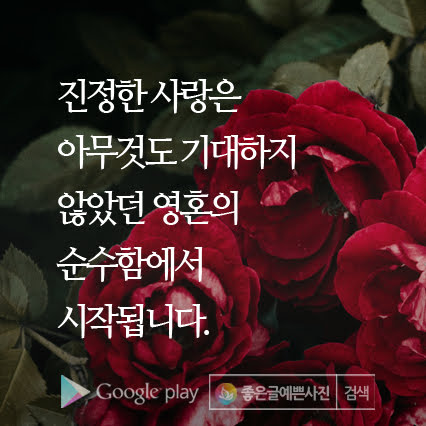 진정한 사랑은
아무것도 기대하지
않았던 영혼의
순수함에서
시작됩니다.
Google play 좋은글예쁜사진 검색